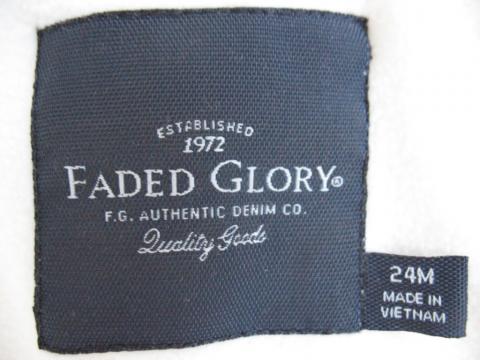 ESTABLISHED
1972
FADED GLORY®
F.G. AUTHENTIC DENIM CO.
Quality Goods
24M
MADE IN
VIETNAM